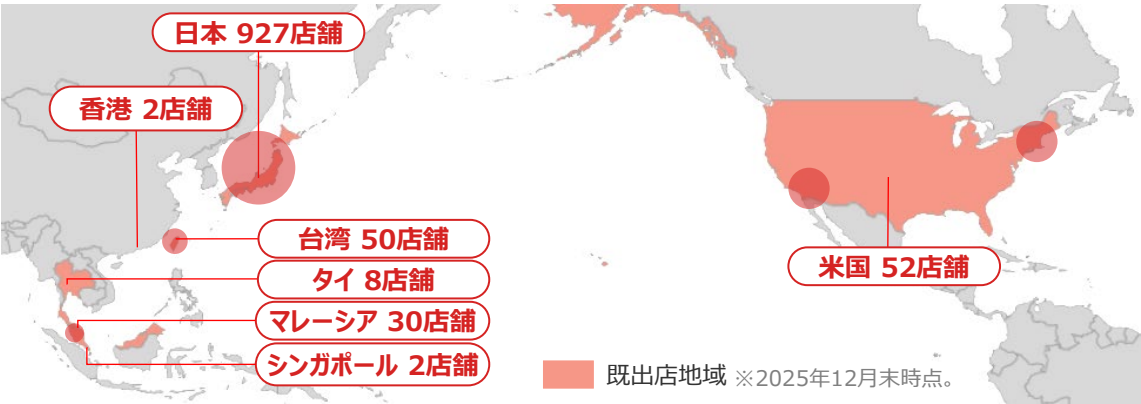 日本 927店舗
香港 2店舗
台湾 50店舗
タイ 8店舗
マレーシア 30店舗
シンガポール 2店舗
米国 52店舗
既出店地域 ※2025年12月末時点。